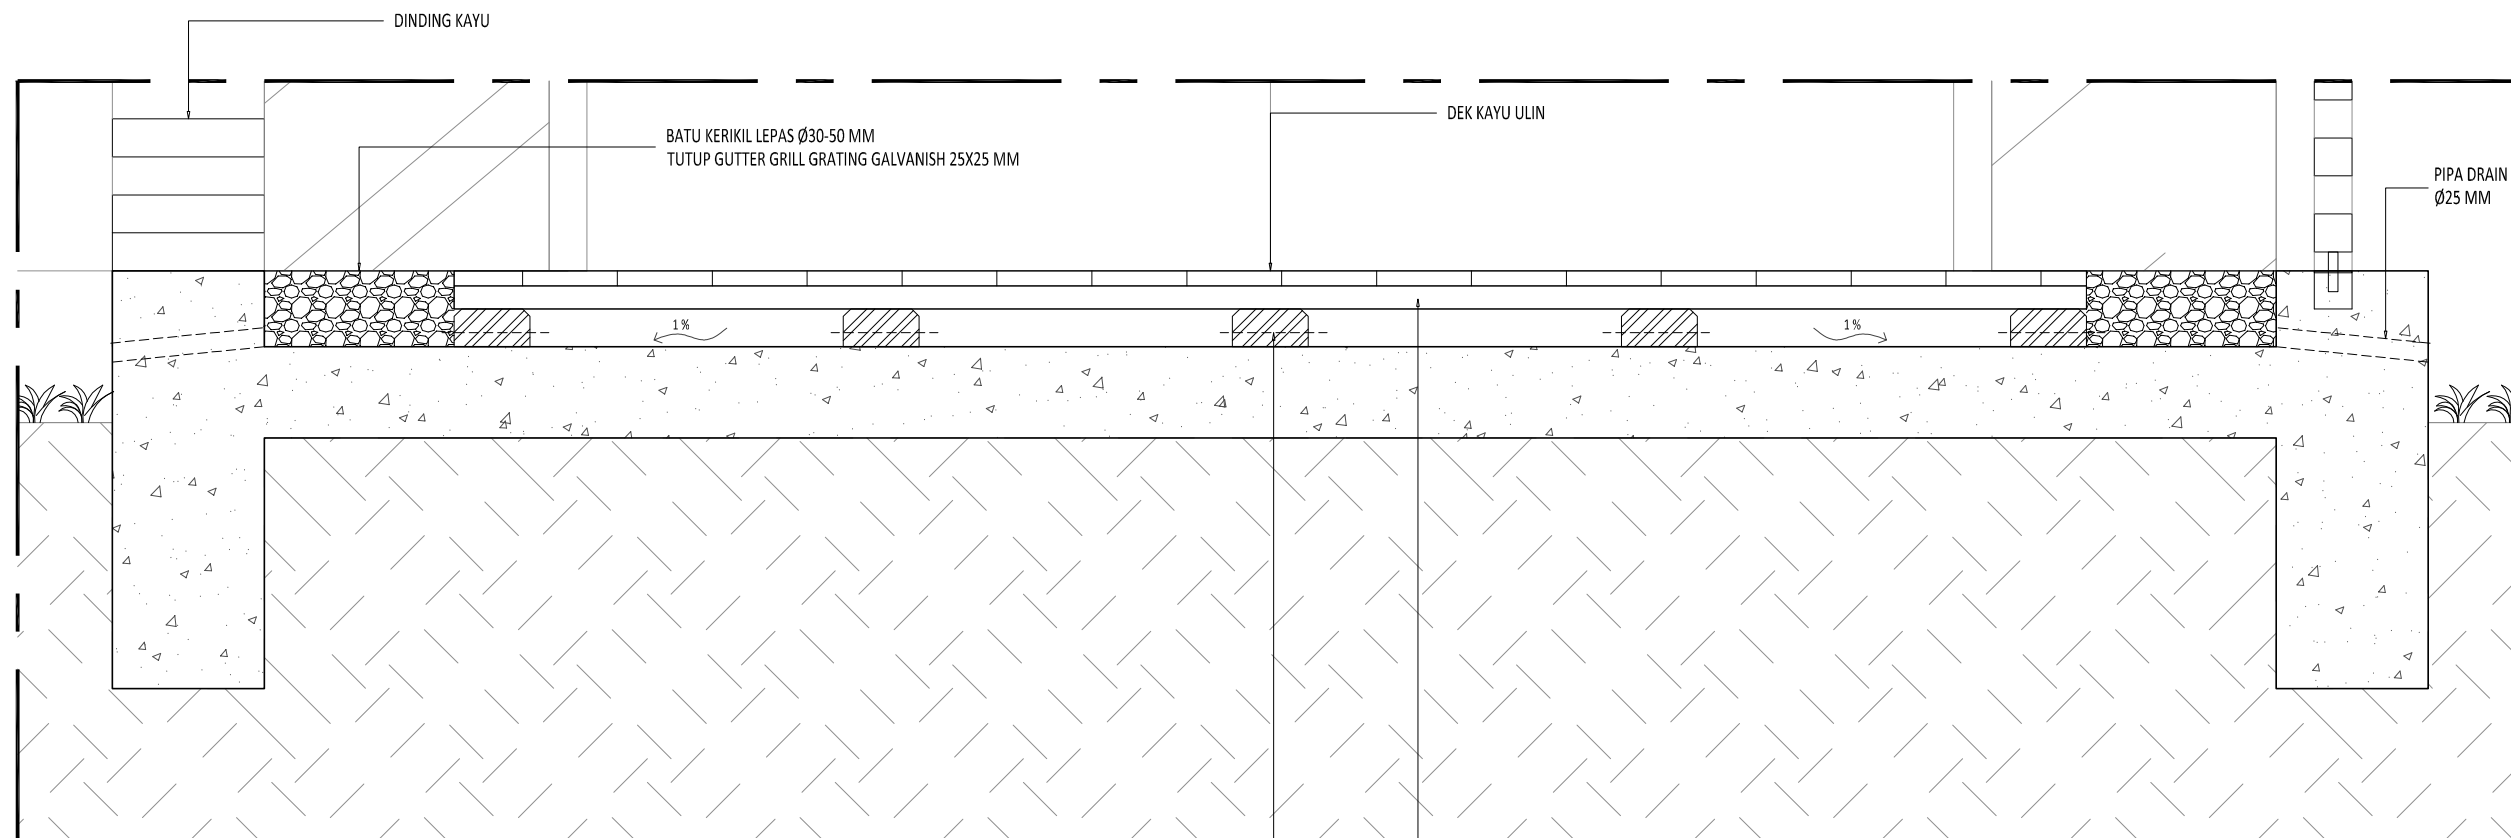 DINDING KAYU
BATU KERIKIL LEPAS Ø30-50 MM
TUTUP GUTTER GRILL GRATING GALVANISH 25X25 MM
DEK KAYU ULIN
PIPA DRAIN
Ø25 MM
1%
1%